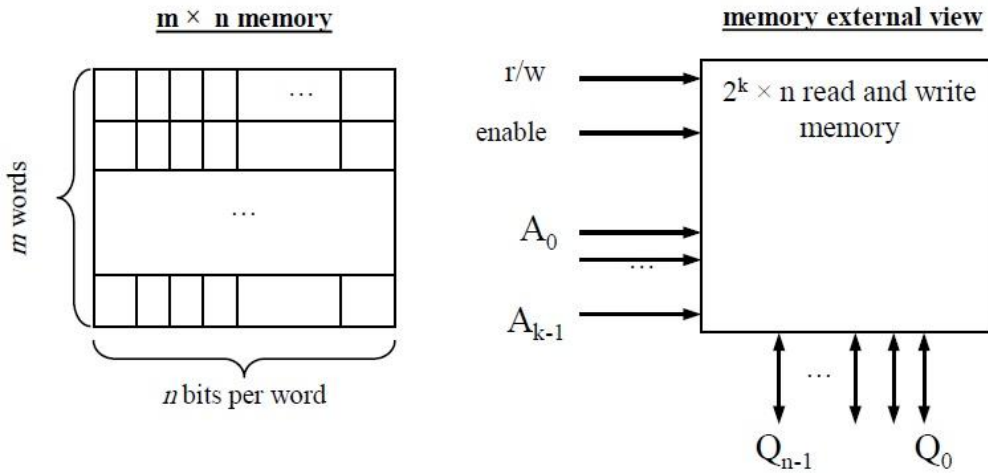 m × n memory
…
m words
…
n bits per word
memory external view
r/w
enable
2ᵏ × n read and write
memory
A₀
…
Aₖ₋₁
…
Qₙ₋₁
Q₀